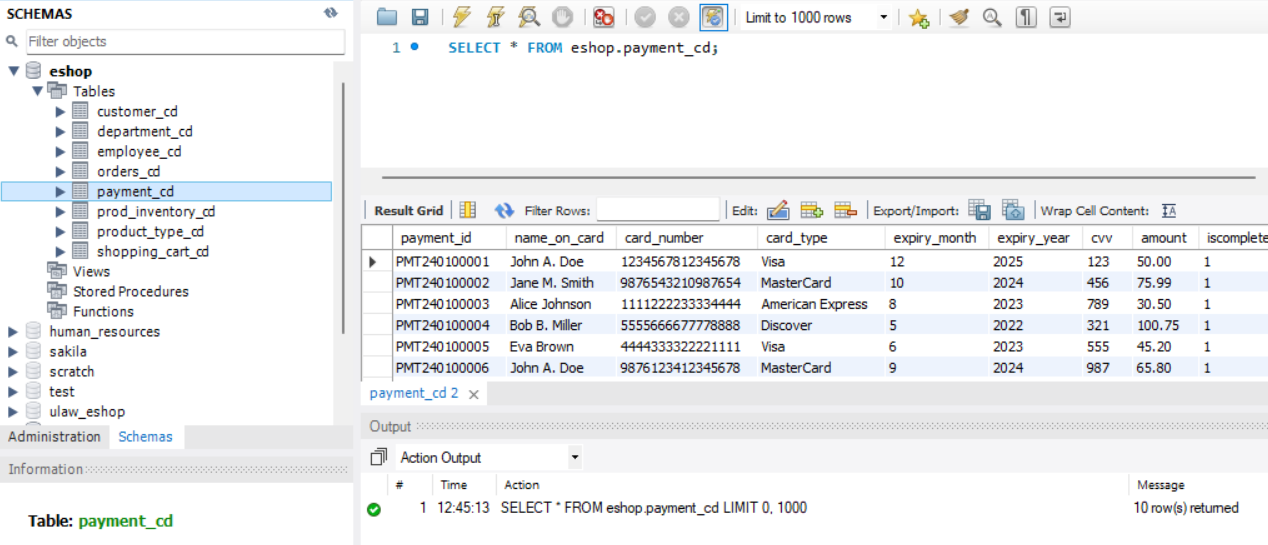 SCHEMAS
Filter objects
eshop
Tables
customer_cd
department_cd
employee_cd
orders_cd
payment_cd
prod_inventory_cd
product_type_cd
shopping_cart_cd
Views
Stored Procedures
Functions
human_resources
sakila
scratch
test
ulaw_eshop
Administration Schemas
Information
Table: payment_cd
Limit to 1000 rows
1 SELECT * FROM eshop.payment_cd;
Result Grid Filter Rows: Edit: Export/Import: Wrap Cell Content: IA
payment_id name_on_card card_number card_type expiry_month expiry_year cvv amount iscomplete
PMT240100001 John A. Doe 1234567812345678 Visa 12 2025 123 50.00 1
PMT240100002 Jane M. Smith 9876543210987654 MasterCard 10 2024 456 75.99 1
PMT240100003 Alice Johnson 1111222233334444 American Express 8 2023 789 30.50 1
PMT240100004 Bob B. Miller 5555666677778888 Discover 5 2022 321 100.75 1
PMT240100005 Eva Brown 4444333322221111 Visa 6 2023 555 45.20 1
PMT240100006 John A. Doe 9876123412345678 MasterCard 9 2024 987 65.80 1
payment_cd 2
Output
Action Output
# Time Action Message
1 12:45:13 SELECT * FROM eshop.payment_cd LIMIT 0, 1000 10 row(s) returned